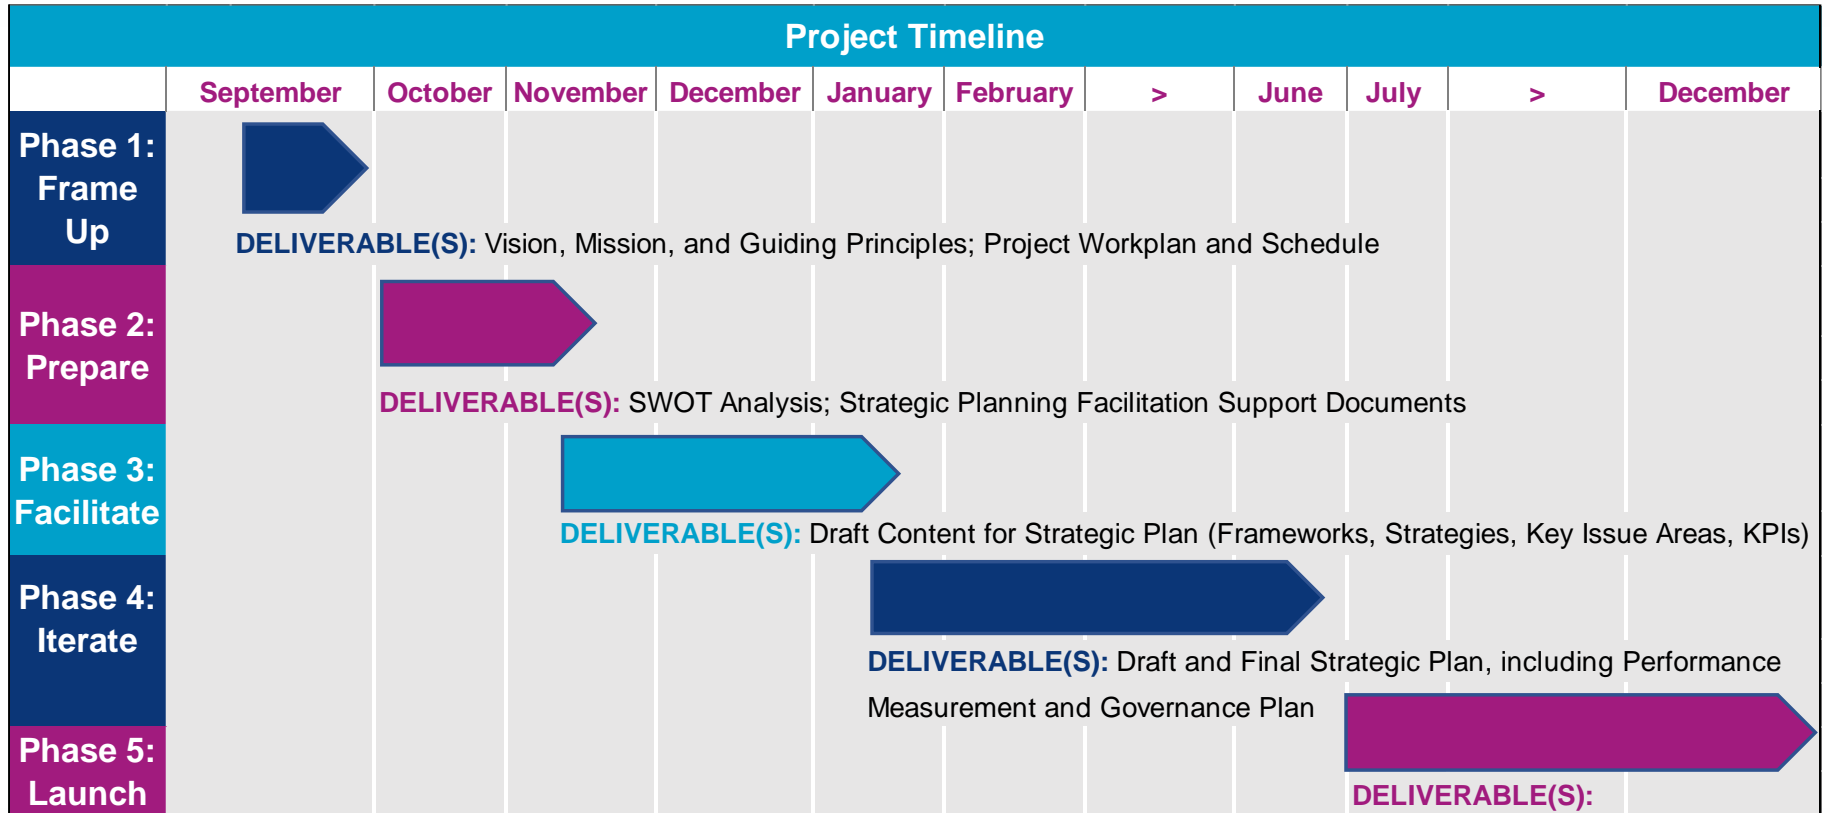 Project Timeline
September October November December January February > June July > December
Phase 1:
Frame
Up
DELIVERABLE(S): Vision, Mission, and Guiding Principles; Project Workplan and Schedule
Phase 2:
Prepare
DELIVERABLE(S): SWOT Analysis; Strategic Planning Facilitation Support Documents
Phase 3:
Facilitate
DELIVERABLE(S): Draft Content for Strategic Plan (Frameworks, Strategies, Key Issue Areas, KPIs)
Phase 4:
Iterate
DELIVERABLE(S): Draft and Final Strategic Plan, including Performance
Measurement and Governance Plan
Phase 5:
Launch
DELIVERABLE(S):